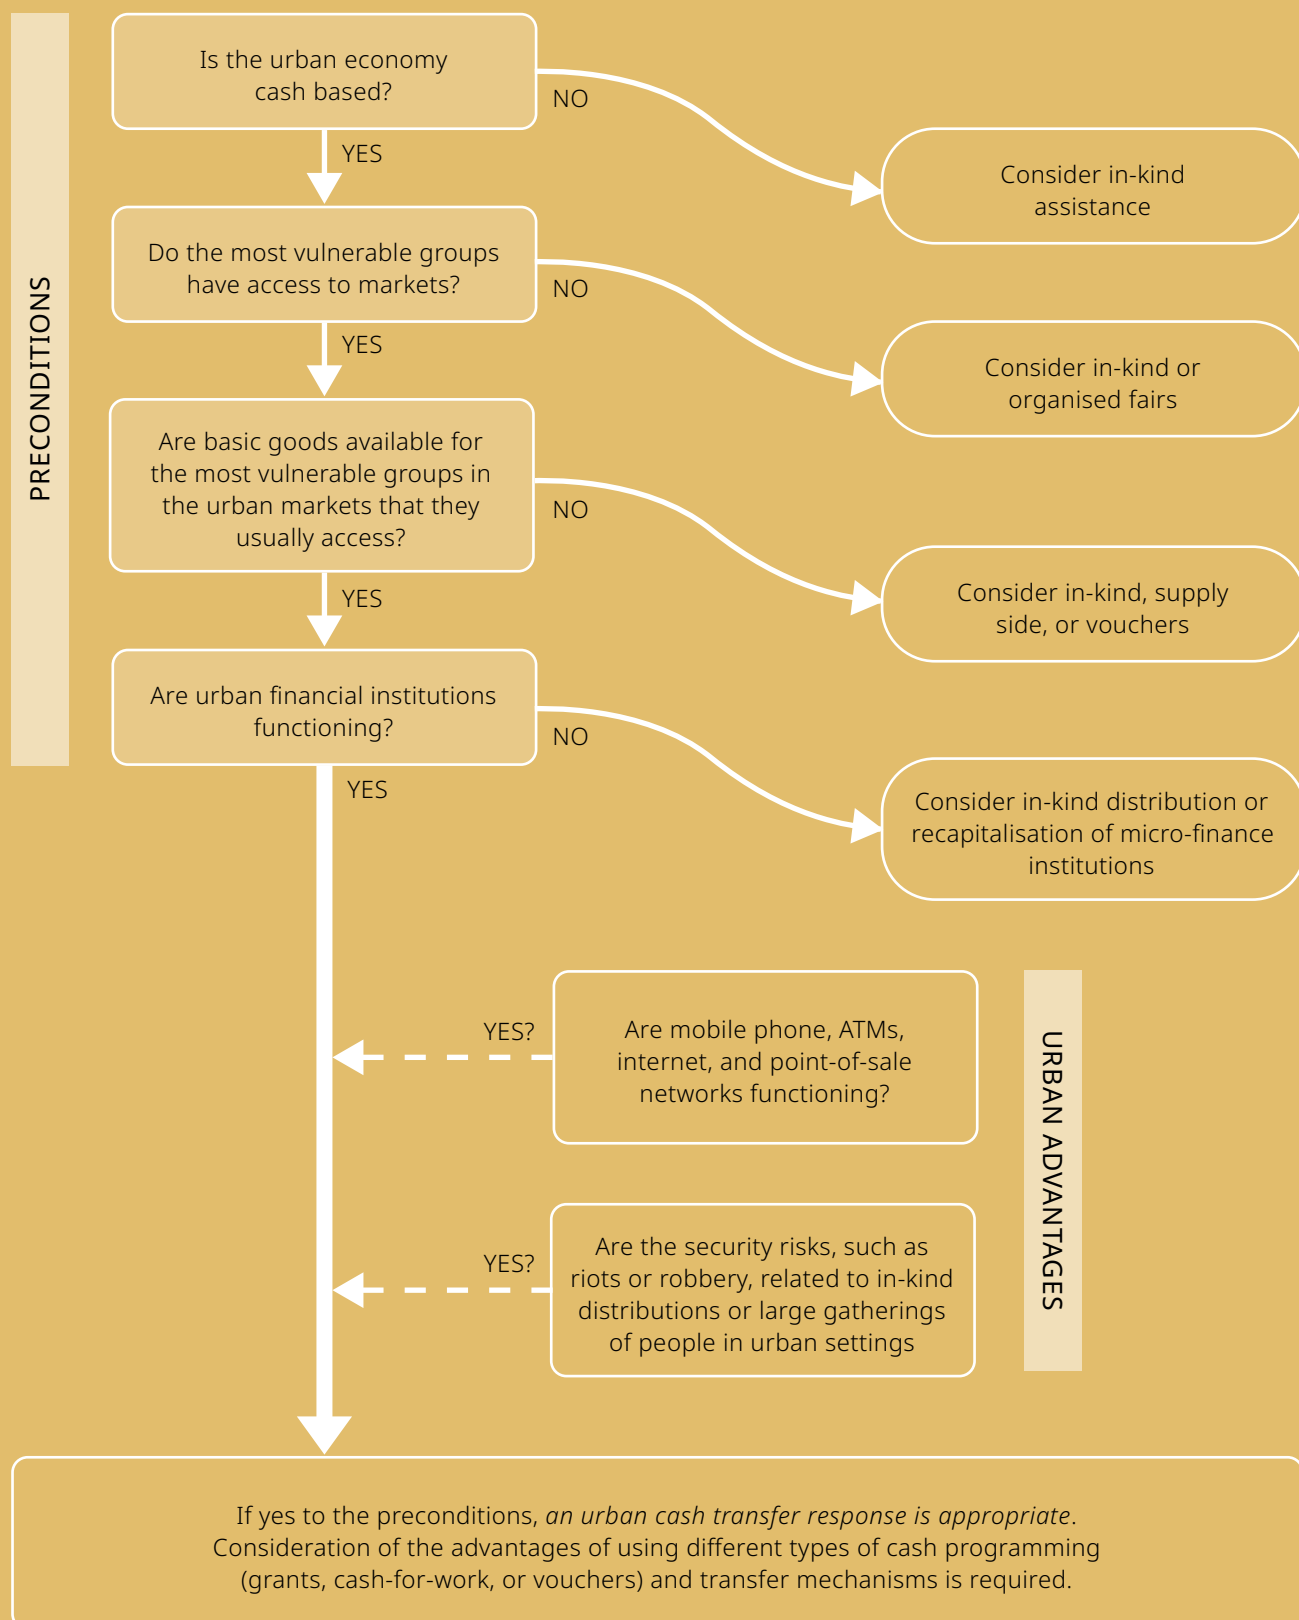 PRECONDITIONS
Is the urban economy
cash based?
NO
YES
Consider in-kind
assistance
Do the most vulnerable groups
have access to markets?
NO
YES
Consider in-kind or
organised fairs
Are basic goods available for
the most vulnerable groups in
the urban markets that they
usually access?
NO
YES
Consider in-kind, supply
side, or vouchers
Are urban financial institutions
functioning?
NO
YES
Consider in-kind distribution or
recapitalisation of micro-finance
institutions
YES?
Are mobile phone, ATMs,
internet, and point-of-sale
networks functioning?
URBAN ADVANTAGES
YES?
Are the security risks, such as
riots or robbery, related to in-kind
distributions or large gatherings
of people in urban settings
If yes to the preconditions, an urban cash transfer response is appropriate.
Consideration of the advantages of using different types of cash programming
(grants, cash-for-work, or vouchers) and transfer mechanisms is required.